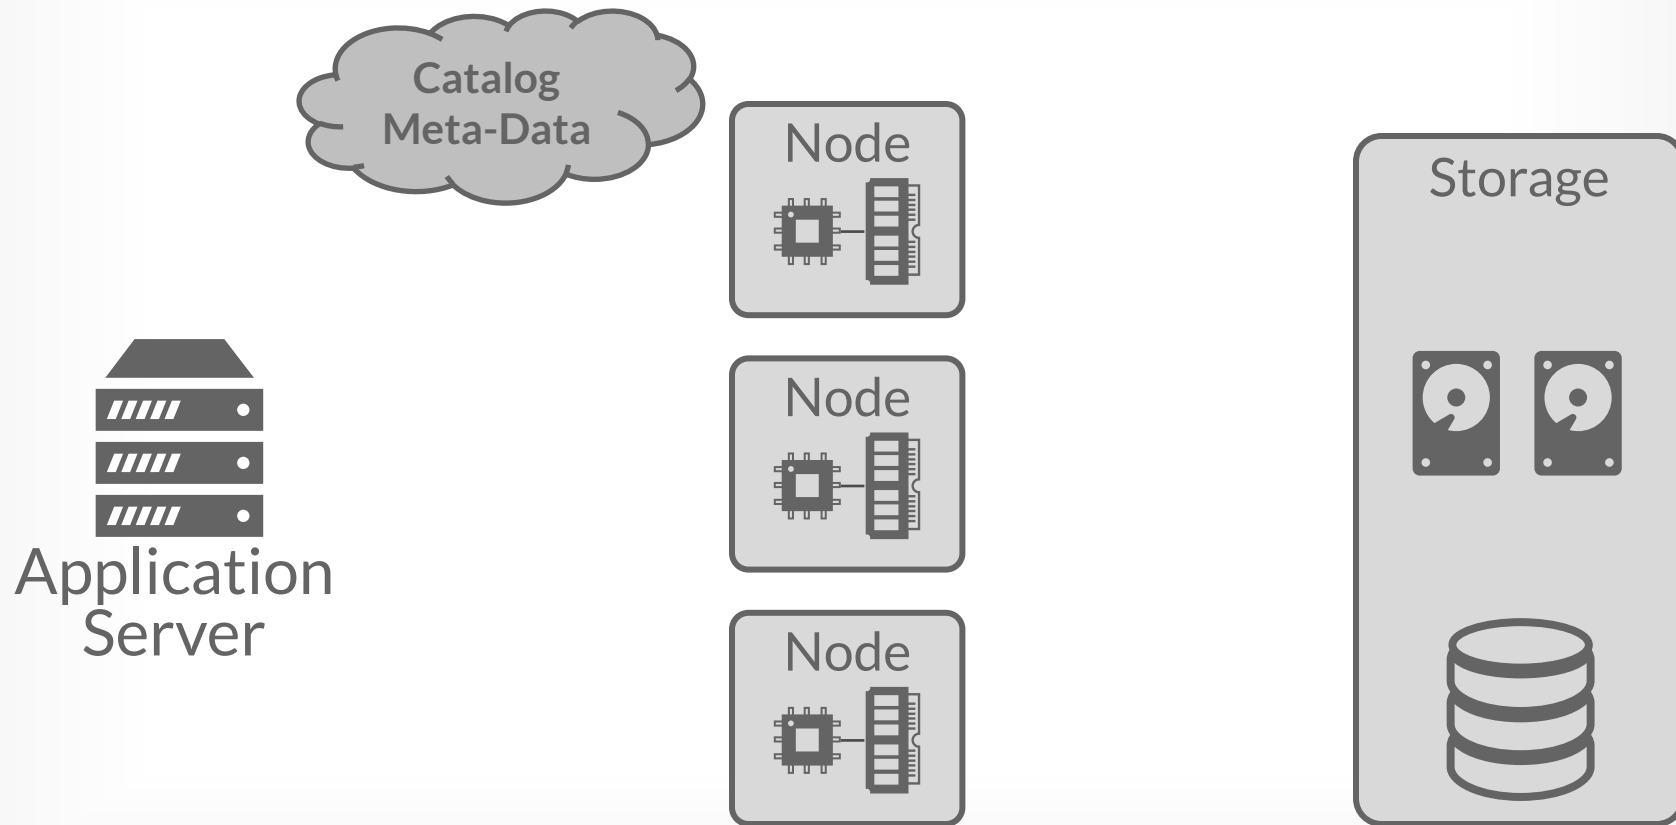 Catalog
Meta-Data
Node
Storage
Application
Server
Node
Node